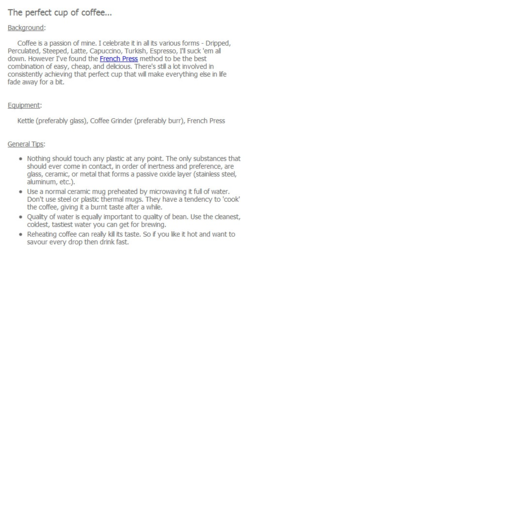 The perfect cup of coffee...
Background:
Coffee is a passion of mine. I celebrate it in all its various forms - Dripped,
Perculated, Steeped, Latte, Capuccino, Turkish, Espresso, I'll suck 'em all
down. However I've found the French Press method to be the best
combination of easy, cheap, and delicious. There's still a lot involved in
consistently achieving that perfect cup that will make everything else in life
fade away for a bit.
Equipment:
Kettle (preferably glass), Coffee Grinder (preferably burr), French Press
General Tips:
• Nothing should touch any plastic at any point. The only substances that
should ever come in contact, in order of inertness and preference, are
glass, ceramic, or metal that forms a passive oxide layer (stainless steel,
aluminum, etc.).
• Use a normal ceramic mug preheated by microwaving it full of water.
Don't use steel or plastic thermal mugs. They have a tendency to 'cook'
the coffee, giving it a burnt taste after a while.
• Quality of water is equally important to quality of bean. Use the cleanest,
coldest, tastiest water you can get for brewing.
• Reheating coffee can really kill its taste. So if you like it hot and want to
savour every drop then drink fast.